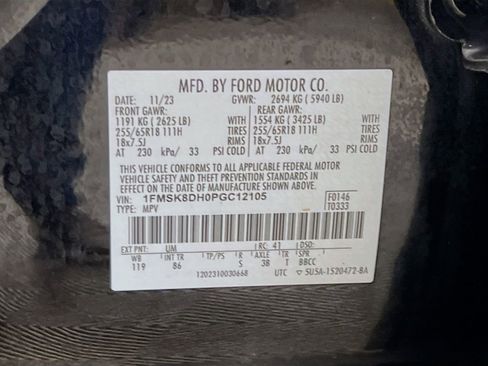 MFD. BY FORD MOTOR CO.
DATE: 11/23 GVWR: 2694 KG ( 5940 LB)
FRONT GAWR: REAR GAWR:
1191 KG ( 2625 LB) WITH 1554 KG ( 3425 LB) WITH
255/65R18 111H TIRES 255/65R18 111H TIRES
18x7.5J RIMS 18x7.5J RIMS
AT 230 kPa/ 33 PSI COLD AT 230 kPa/ 33 PSI COLD
THIS VEHICLE CONFORMS TO ALL APPLICABLE FEDERAL MOTOR
VEHICLE SAFETY AND THEFT PREVENTION STANDARDS IN EFFECT ON
THE DATE OF MANUFACTURE SHOWN ABOVE.
VIN: 1FMSK8DH0PGC12105 F0146
TYPE: MPV T0333
EXT PNT: UM RC: 41 DSO:
WB INT TR TP/PS R AXLE TR SPR
119 86 S 38 T BBCC
1202310030668 UTC SU5A-1520472-BA